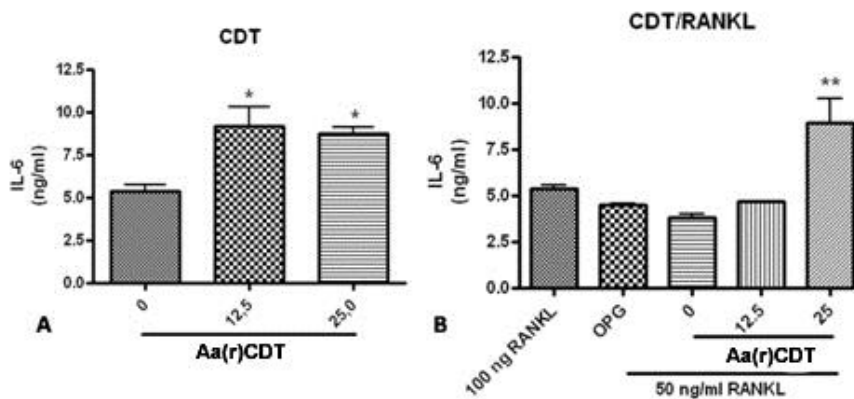 CDT
IL-6
(ng/ml)
12.5
10.0
7.5
5.0
2.5
0.0
*
*
0
12,5
25,0
A
Aa(r)CDT
CDT/RANKL
IL-6
(ng/ml)
12.5
10.0
7.5
5.0
2.5
0.0
**
100 ng RANKL
OPG
0
12.5
25
B
Aa(r)CDT
50 ng/ml RANKL